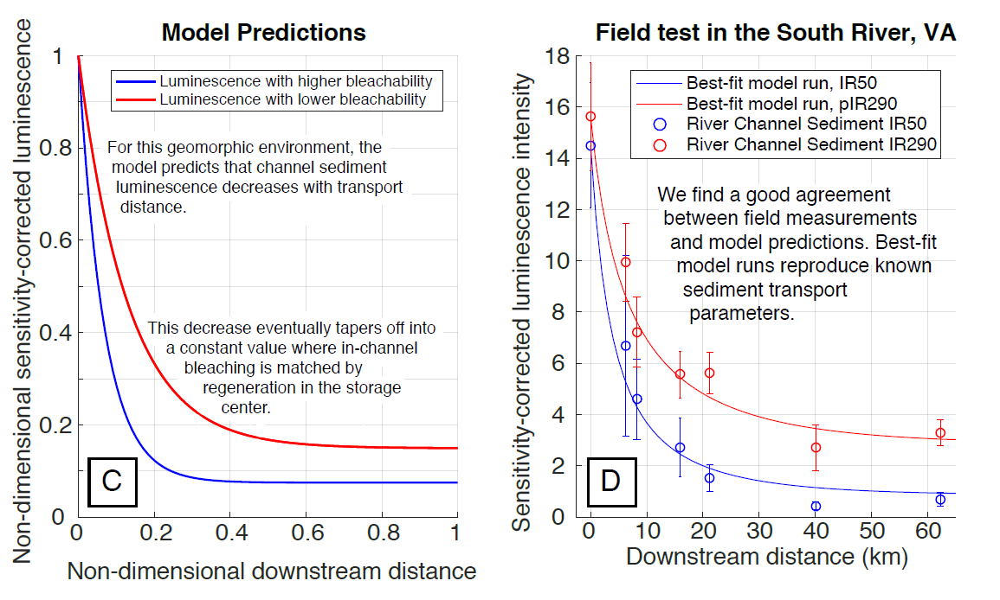 Model Predictions
Non-dimensional sensitivity-corrected luminescence
1
0.8
0.6
0.4
0.2
0
Luminescence with higher bleachability
Luminescence with lower bleachability
For this geomorphic environment, the
model predicts that channel sediment
luminescence decreases with transport
distance.
This decrease eventually tapers off into
a constant value where in-channel
bleaching is matched by
regeneration in the storage
center.
C
0 0.2 0.4 0.6 0.8 1
Non-dimensional downstream distance
Field test in the South River, VA
Sensitivity-corrected luminescence intensity
18
16
14
12
10
8
6
4
2
0
Best-fit model run, IR50
Best-fit model run, pIR290
River Channel Sediment IR50
River Channel Sediment IR290
We find a good agreement
between field measurements
and model predictions. Best-fit
model runs reproduce known
sediment transport
parameters.
D
0 10 20 30 40 50 60
Downstream distance (km)